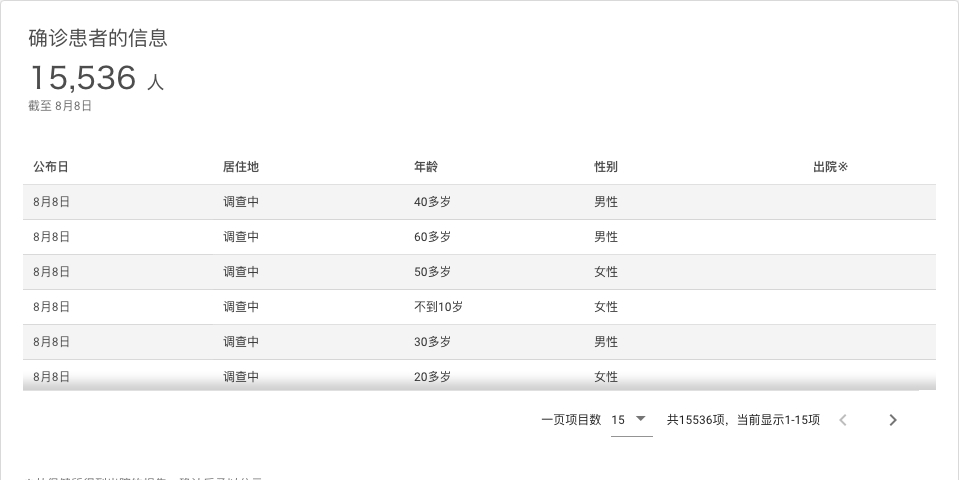 确诊患者的信息
15,536 人
截至 8月8日
公布日 居住地 年龄 性别 出院※
8月8日 调查中 40多岁 男性
8月8日 调查中 60多岁 男性
8月8日 调查中 50多岁 女性
8月8日 调查中 不到10岁 女性
8月8日 调查中 30多岁 男性
8月8日 调查中 20多岁 女性
一页项目数 15 共15536项，当前显示1-15项